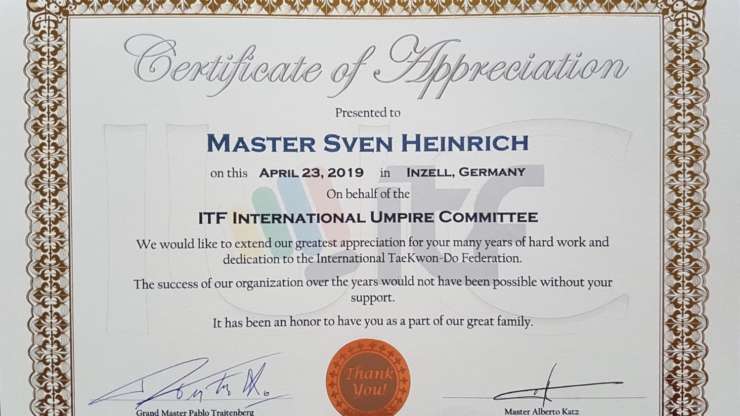 Certificate of Appreciation
Presented to
MASTER SVEN HEINRICH
on this APRIL 23, 2019 in INZELL, GERMANY
On behalf of the
ITF INTERNATIONAL UMPIRE COMMITTEE
We would like to extend our greatest appreciation for your many years of hard work and
dedication to the International TaeKwon-Do Federation.
The success of our organization over the years would not have been possible without your
support.
It has been an honor to have you as a part of our great family.
Thank
You!
Grand Master Pablo Trajtenberg
Master Alberto Katz
IUC
itf